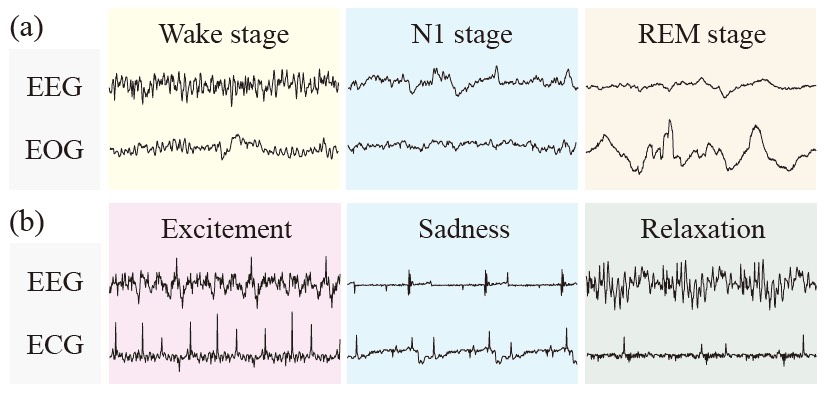 (a)
Wake stage
N1 stage
REM stage
EEG
EOG
(b)
Excitement
Sadness
Relaxation
EEG
ECG